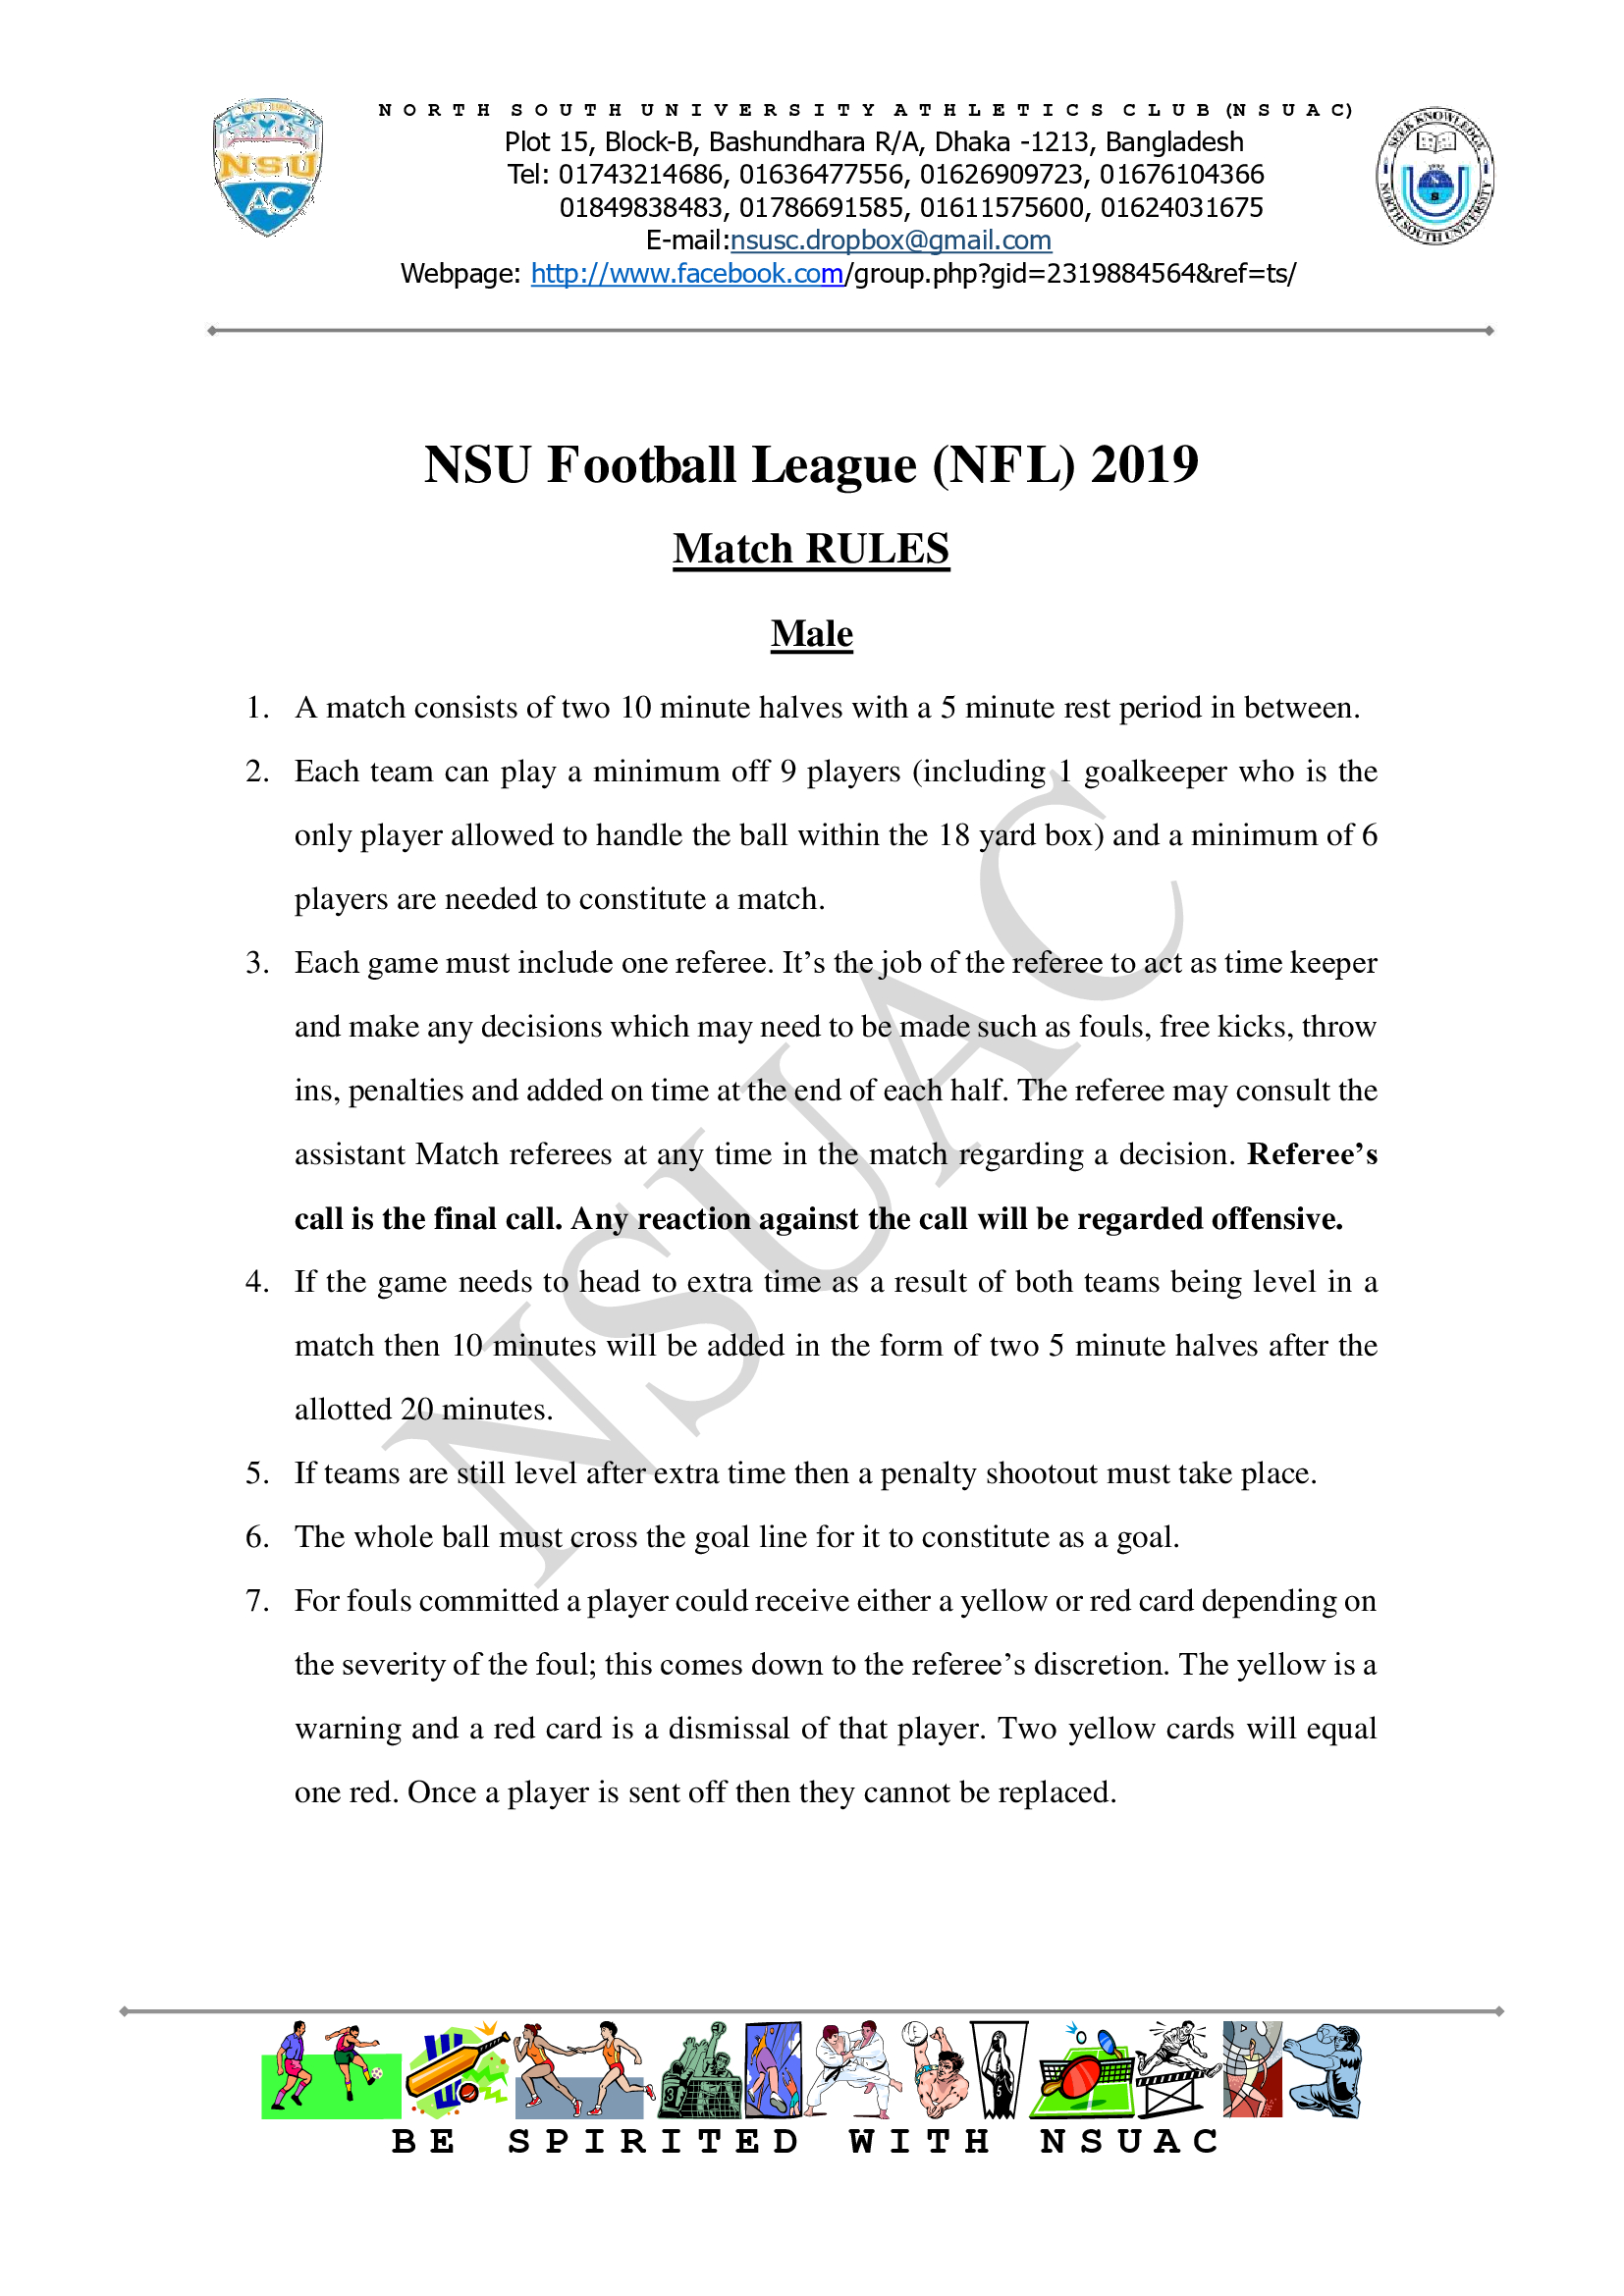 NORTH SOUTH UNIVERSITY ATHLETICS CLUB (NSUAC)
Plot 15, Block-B, Bashundhara R/A, Dhaka -1213, Bangladesh
Tel: 01743214686, 01636477556, 01626909723, 01676104366
01849838483, 01786691585, 01611575600, 01624031675
E-mail:nsusc.dropbox@gmail.com
Webpage: http://www.facebook.com/group.php?gid=2319884564&ref=ts/
NSU
AC
SEEK KNOWLEDGE
NORTH SOUTH UNIVERSITY
NSU Football League (NFL) 2019
Match RULES
Male
1. A match consists of two 10 minute halves with a 5 minute rest period in between.
2. Each team can play a minimum off 9 players (including 1 goalkeeper who is the
only player allowed to handle the ball within the 18 yard box) and a minimum of 6
players are needed to constitute a match.
3. Each game must include one referee. It’s the job of the referee to act as time keeper
and make any decisions which may need to be made such as fouls, free kicks, throw
ins, penalties and added on time at the end of each half. The referee may consult the
assistant Match referees at any time in the match regarding a decision. Referee’s
call is the final call. Any reaction against the call will be regarded offensive.
4. If the game needs to head to extra time as a result of both teams being level in a
match then 10 minutes will be added in the form of two 5 minute halves after the
allotted 20 minutes.
5. If teams are still level after extra time then a penalty shootout must take place.
6. The whole ball must cross the goal line for it to constitute as a goal.
7. For fouls committed a player could receive either a yellow or red card depending on
the severity of the foul; this comes down to the referee’s discretion. The yellow is a
warning and a red card is a dismissal of that player. Two yellow cards will equal
one red. Once a player is sent off then they cannot be replaced.
NSUAC
BE SPIRITED WITH NSUAC